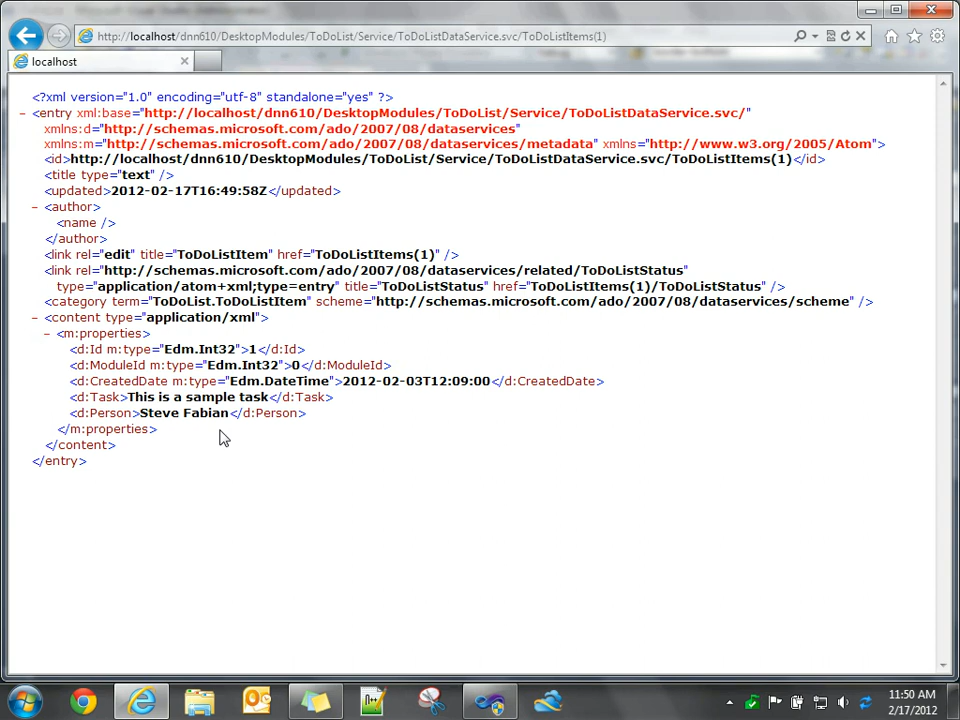 http://localhost/dnn610/DesktopModules/ToDoList/Service/ToDoListDataService.svc/ToDoListItems(1)
localhost
<?xml version="1.0" encoding="utf-8" standalone="yes" ?>
- <entry xml:base="http://localhost/dnn610/DesktopModules/ToDoList/Service/ToDoListDataService.svc/"
xmlns:d="http://schemas.microsoft.com/ado/2007/08/dataservices"
xmlns:m="http://schemas.microsoft.com/ado/2007/08/dataservices/metadata" xmlns="http://www.w3.org/2005/Atom">
<id>http://localhost/dnn610/DesktopModules/ToDoList/Service/ToDoListDataService.svc/ToDoListItems(1)</id>
<title type="text" />
<updated>2012-02-17T16:49:58Z</updated>
- <author>
<name />
</author>
<link rel="edit" title="ToDoListItem" href="ToDoListItems(1)" />
<link rel="http://schemas.microsoft.com/ado/2007/08/dataservices/related/ToDoListStatus"
type="application/atom+xml;type=entry" title="ToDoListStatus" href="ToDoListItems(1)/ToDoListStatus" />
<category term="ToDoList.ToDoListItem" scheme="http://schemas.microsoft.com/ado/2007/08/dataservices/scheme" />
- <content type="application/xml">
- <m:properties>
<d:Id m:type="Edm.Int32">1</d:Id>
<d:ModuleId m:type="Edm.Int32">0</d:ModuleId>
<d:CreatedDate m:type="Edm.DateTime">2012-02-03T12:09:00</d:CreatedDate>
<d:Task>This is a sample task</d:Task>
<d:Person>Steve Fabian</d:Person>
</m:properties>
</content>
</entry>
11:50 AM
2/17/2012